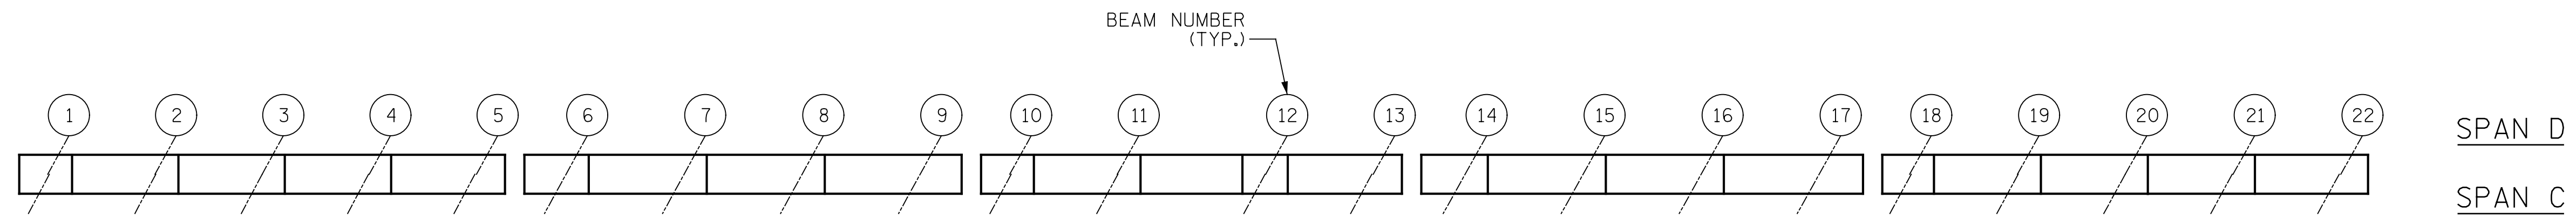 BEAM NUMBER
(TYP.)
1 2 3 4 5 6 7 8 9 10 11 12 13 14 15 16 17 18 19 20 21 22
SPAN D
SPAN C